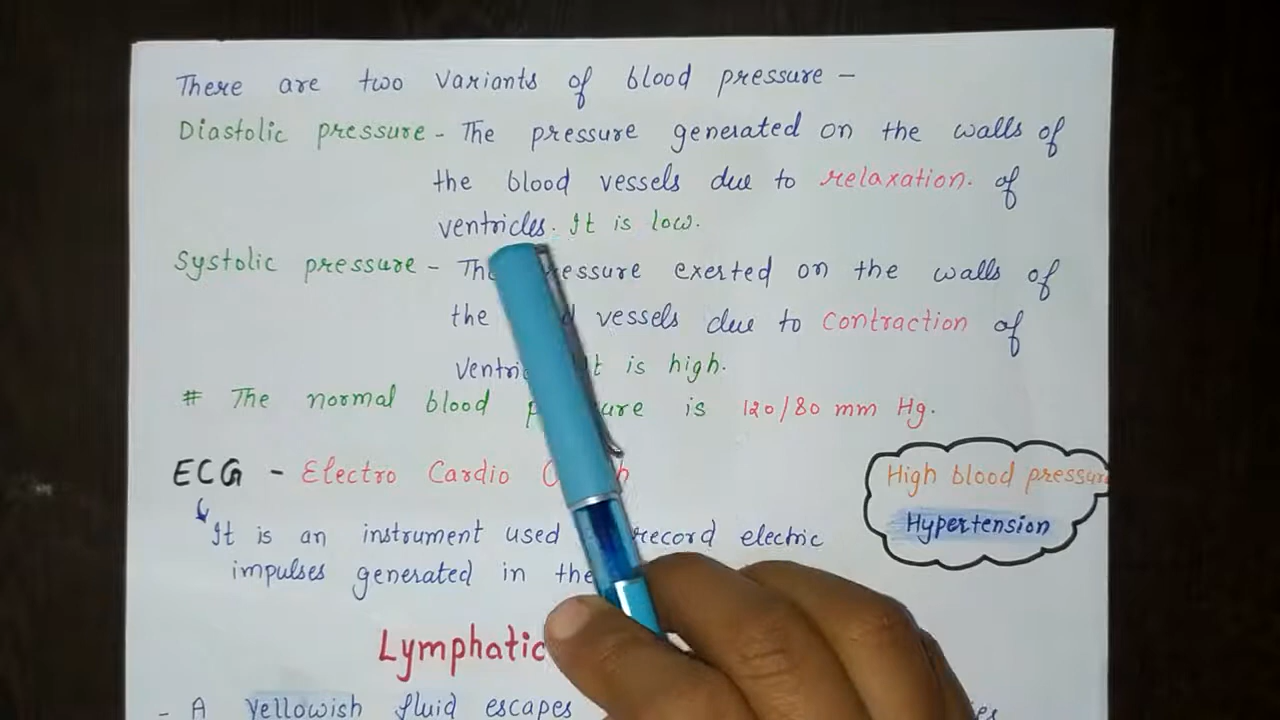 There are two variants of blood pressure -
Diastolic pressure - The pressure generated on the walls of
the blood vessels due to relaxation. of
ventricles. It is low.
Systolic pressure - exerted on the walls of
the vessels due to contraction of
is high.
# The normal blood is 120/80 mm Hg.
ECG - Electro Cardio
High blood pressure
Hypertension
It is an instrument used record electric
impulses generated in the
Lymphatic
- A yellowish fluid escapes